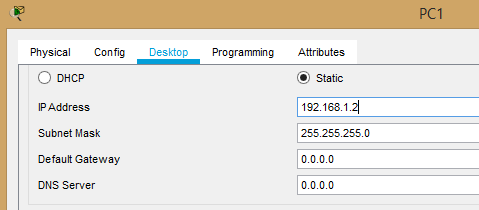 PC1
Physical Config Desktop Programming Attributes
DHCP Static
IP Address 192.168.1.2
Subnet Mask 255.255.255.0
Default Gateway 0.0.0.0
DNS Server 0.0.0.0